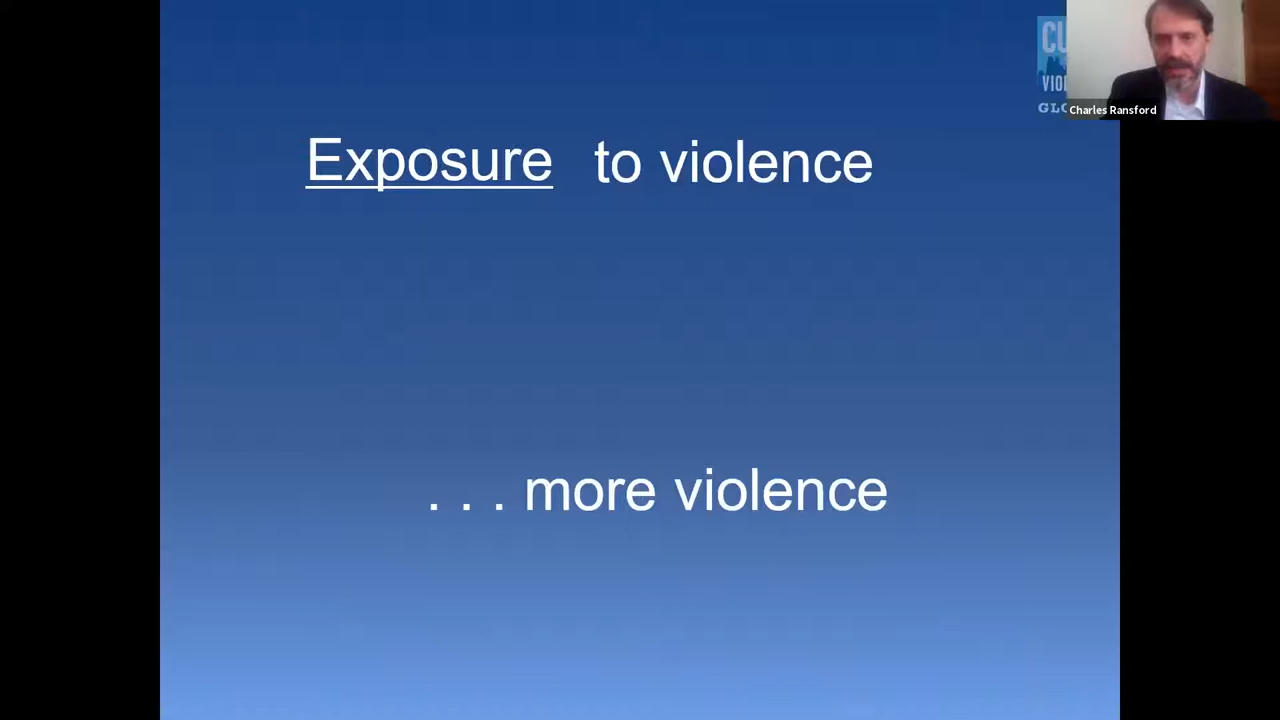 Exposure to violence
. . . more violence
Charles Ransford